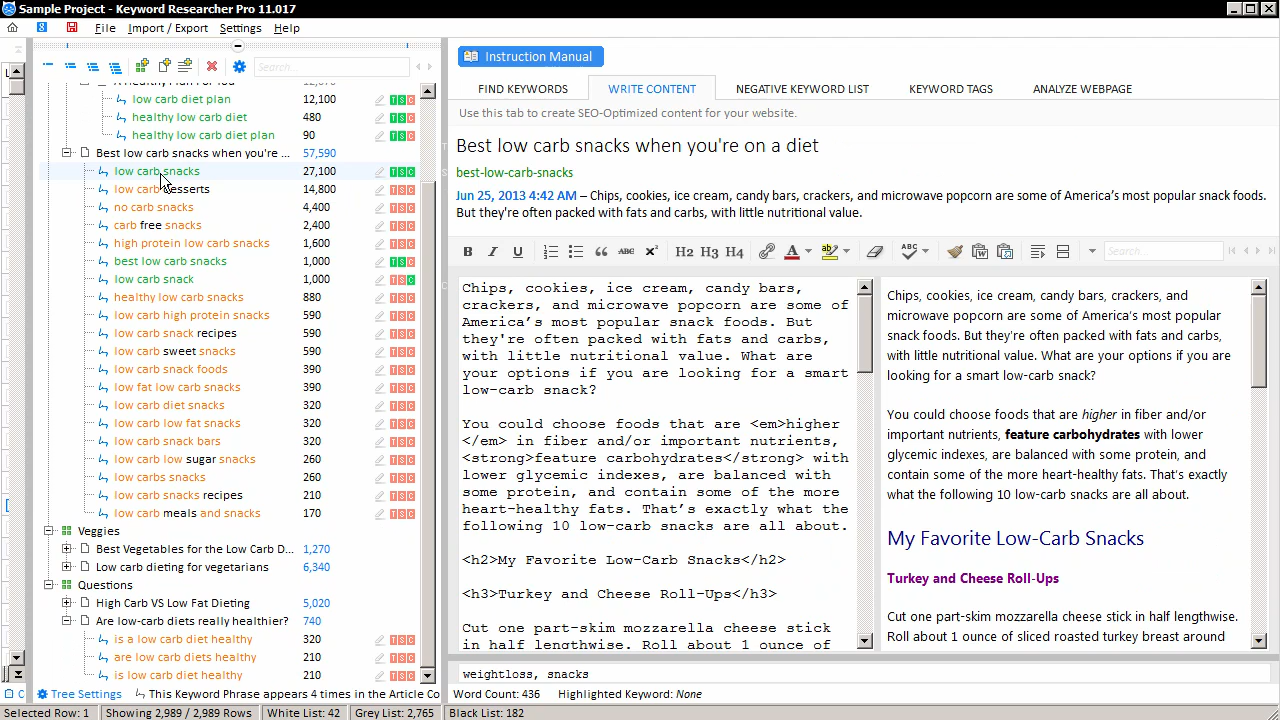 Sample Project - Keyword Researcher Pro 11.017
File Import / Export Settings Help
Search...
A Healthy Plan For You 12,670
low carb diet plan 12,100 T S C
healthy low carb diet 480 T S C
healthy low carb diet plan 90 T S C
Best low carb snacks when you're ... 57,590
low carb snacks 27,100 T S C
low carb desserts 14,800 T S C
no carb snacks 4,400 T S C
carb free snacks 2,400 T S C
high protein low carb snacks 1,600 T S C
best low carb snacks 1,000 T S C
low carb snack 1,000 T S C
healthy low carb snacks 880 T S C
low carb high protein snacks 590 T S C
low carb snack recipes 590 T S C
low carb sweet snacks 590 T S C
low carb snack foods 390 T S C
low fat low carb snacks 390 T S C
low carb diet snacks 320 T S C
low carb low fat snacks 320 T S C
low carb snack bars 320 T S C
low carb low sugar snacks 260 T S C
low carbs snacks 260 T S C
low carb snacks recipes 210 T S C
low carb meals and snacks 170 T S C
Veggies
Best Vegetables for the Low Carb D... 1,270
Low carb dieting for vegetarians 6,340
Questions
High Carb VS Low Fat Dieting 5,020
Are low-carb diets really healthier? 740
is a low carb diet healthy 320 T S C
are low carb diets healthy 210 T S C
is low carb diet healthy 210 T S C
Tree Settings This Keyword Phrase appears 4 times in the Article Co
Instruction Manual
FIND KEYWORDS WRITE CONTENT NEGATIVE KEYWORD LIST KEYWORD TAGS ANALYZE WEBPAGE
Use this tab to create SEO-Optimized content for your website.
Best low carb snacks when you're on a diet
best-low-carb-snacks
Jun 25, 2013 4:42 AM – Chips, cookies, ice cream, candy bars, crackers, and microwave popcorn are some of America's most popular snack foods.
But they're often packed with fats and carbs, with little nutritional value.
B I U ABC X² H2 H3 H4 A ab ABC Search...
Chips, cookies, ice cream, candy bars,
crackers, and microwave popcorn are some of
America's most popular snack foods. But
they're often packed with fats and carbs,
with little nutritional value. What are
your options if you are looking for a smart
low-carb snack?
You could choose foods that are <em>higher
</em> in fiber and/or important nutrients,
<strong>feature carbohydrates</strong> with
lower glycemic indexes, are balanced with
some protein, and contain some of the more
heart-healthy fats. That's exactly what the
following 10 low-carb snacks are all about.
<h2>My Favorite Low-Carb Snacks</h2>
<h3>Turkey and Cheese Roll-Ups</h3>
Cut one part-skim mozzarella cheese stick
in half lengthwise. Roll about 1 ounce of
Chips, cookies, ice cream, candy bars, crackers, and
microwave popcorn are some of America's most popular
snack foods. But they're often packed with fats and carbs,
with little nutritional value. What are your options if you are
looking for a smart low-carb snack?
You could choose foods that are higher in fiber and/or
important nutrients, feature carbohydrates with lower
glycemic indexes, are balanced with some protein, and
contain some of the more heart-healthy fats. That's exactly
what the following 10 low-carb snacks are all about.
My Favorite Low-Carb Snacks
Turkey and Cheese Roll-Ups
Cut one part-skim mozzarella cheese stick in half lengthwise.
Roll about 1 ounce of sliced roasted turkey breast around
weightloss, snacks
Word Count: 436 Highlighted Keyword: None
Selected Row: 1 Showing 2,989 / 2,989 Rows White List: 42 Grey List: 2,765 Black List: 182